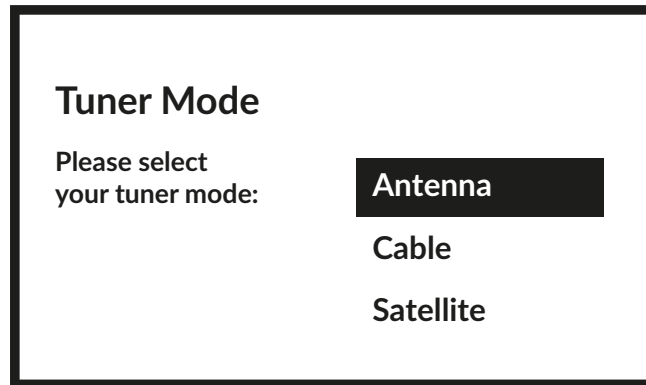 Tuner Mode
Please select
your tuner mode:
Antenna
Cable
Satellite